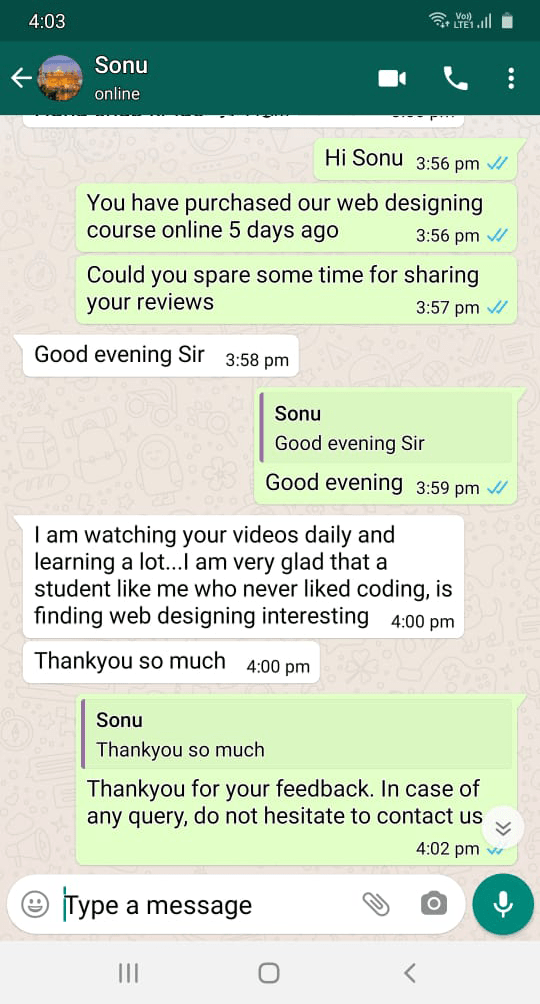 4:03
Vo))
LTE1
Sonu
online
Hi Sonu 3:56 pm
You have purchased our web designing
course online 5 days ago 3:56 pm
Could you spare some time for sharing
your reviews 3:57 pm
Good evening Sir 3:58 pm
Sonu
Good evening Sir
Good evening 3:59 pm
I am watching your videos daily and
learning a lot...I am very glad that a
student like me who never liked coding, is
finding web designing interesting 4:00 pm
Thankyou so much 4:00 pm
Sonu
Thankyou so much
Thankyou for your feedback. In case of
any query, do not hesitate to contact us
4:02 pm
Type a message